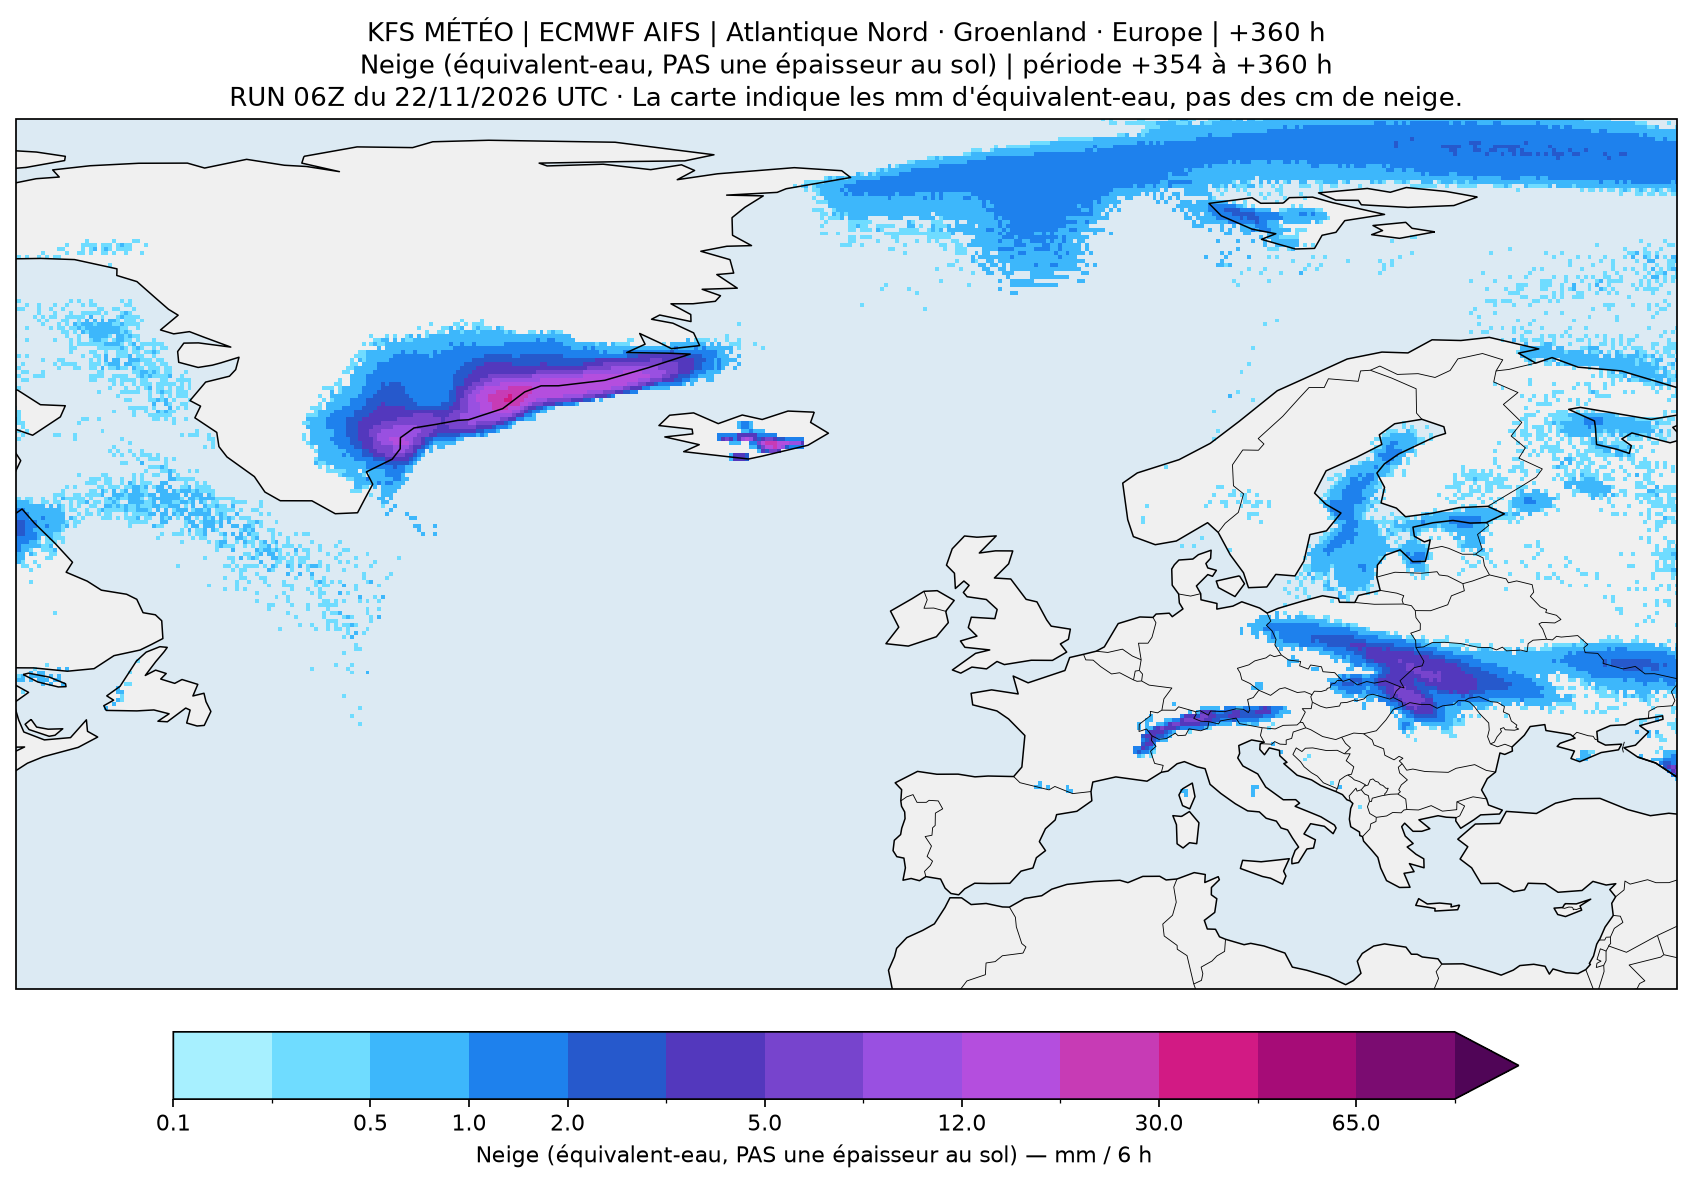 KFS MÉTÉO | ECMWF AIFS | Atlantique Nord · Groenland · Europe | +360 h
Neige (équivalent-eau, PAS une épaisseur au sol) | période +354 à +360 h
RUN 06Z du 22/11/2026 UTC · La carte indique les mm d'équivalent-eau, pas des cm de neige.
0.1 0.5 1.0 2.0 5.0 12.0 30.0 65.0
Neige (équivalent-eau, PAS une épaisseur au sol) — mm / 6 h